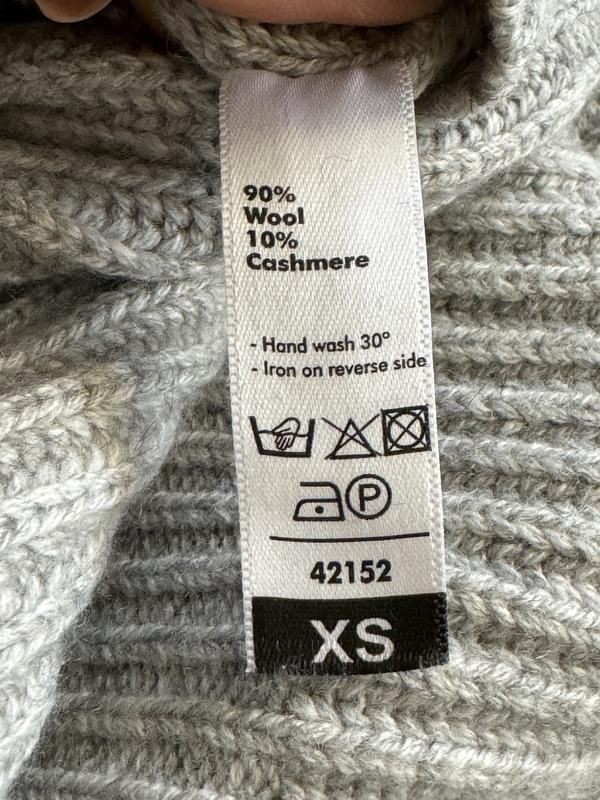 90%
Wool
10%
Cashmere
- Hand wash 30°
- Iron on reverse side
P
42152
XS